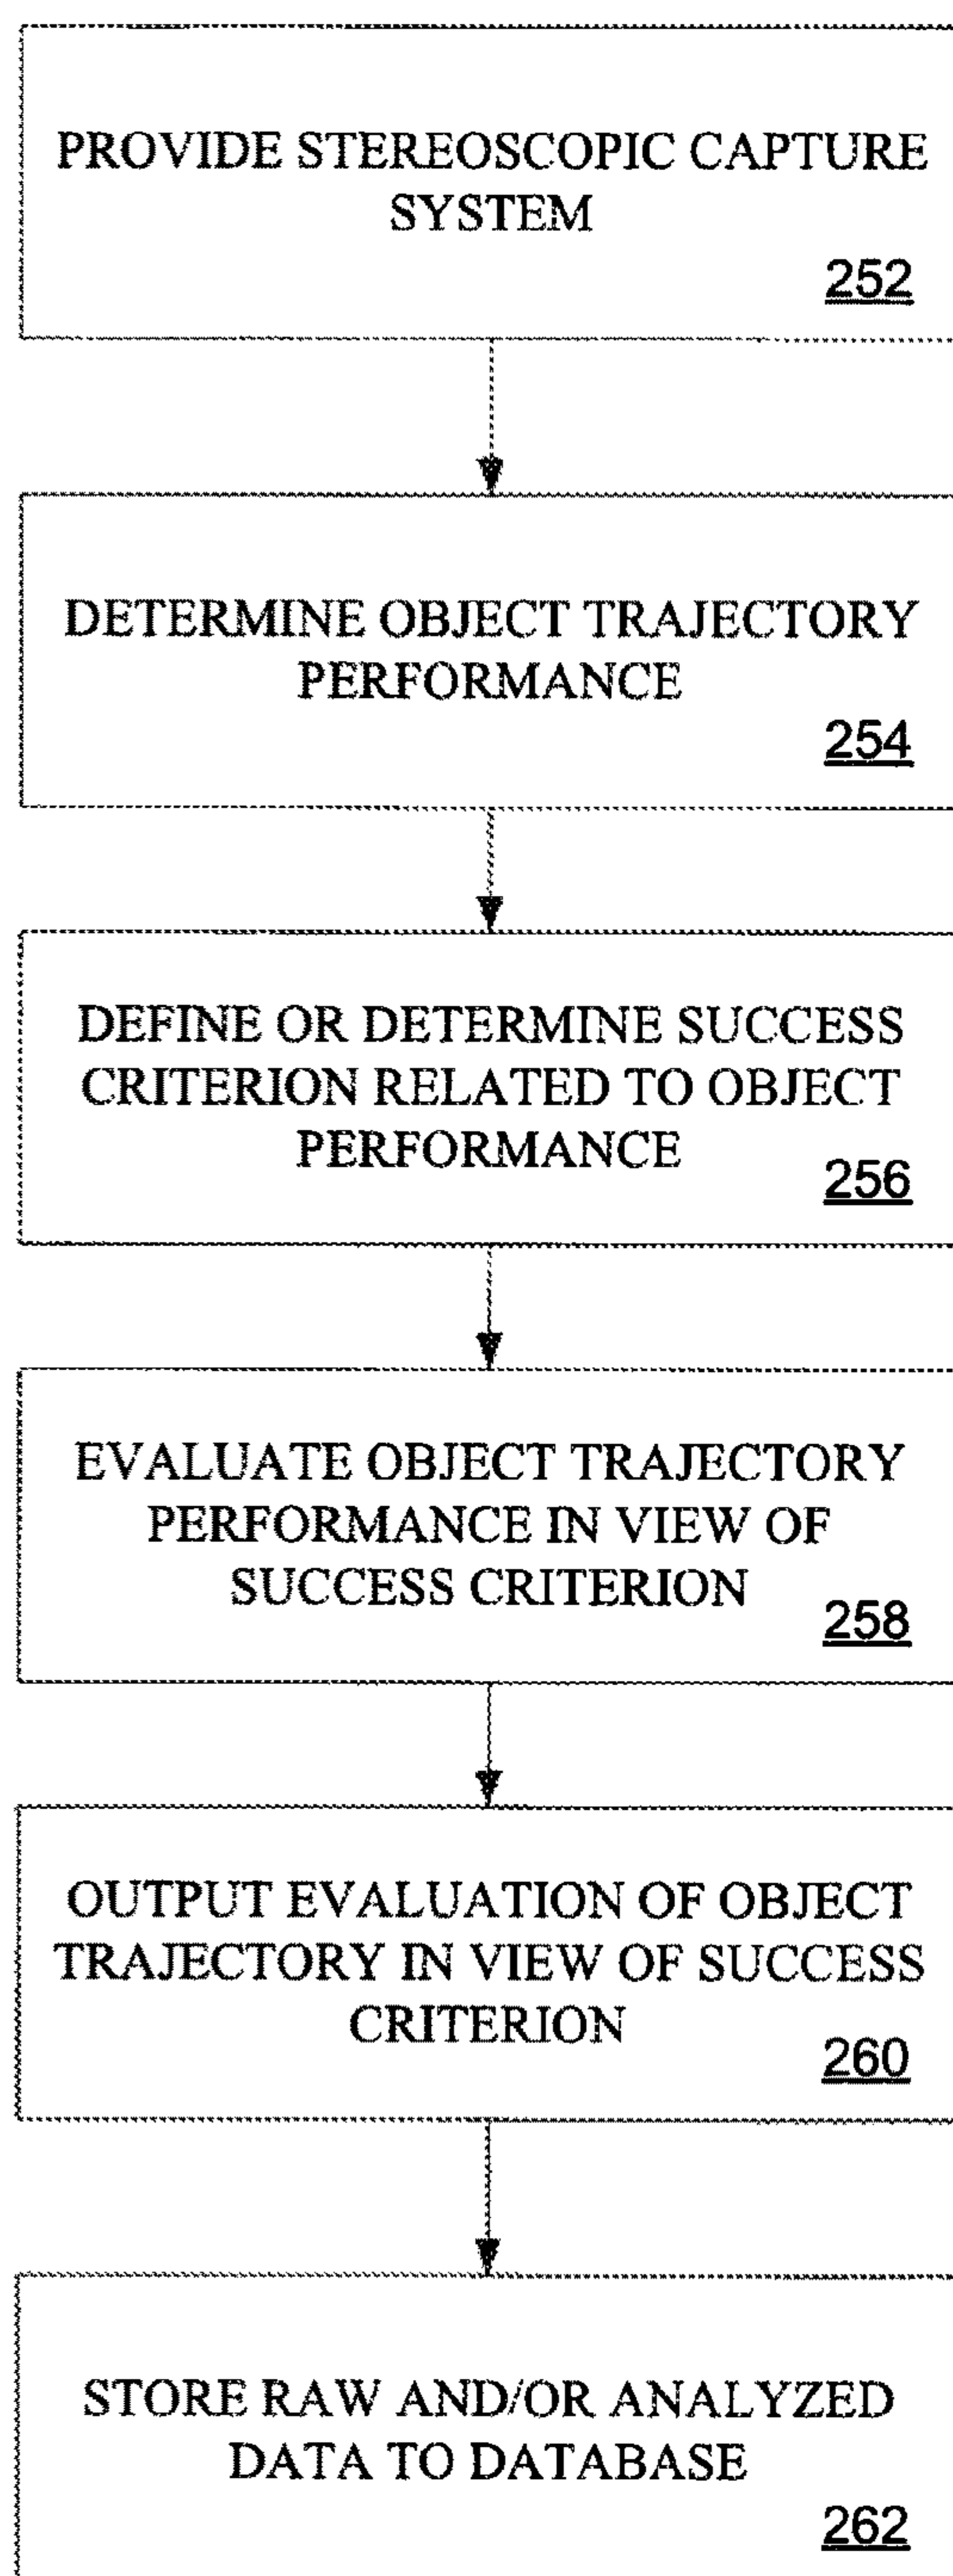 PROVIDE STEREOSCOPIC CAPTURE
SYSTEM
252
DETERMINE OBJECT TRAJECTORY
PERFORMANCE
254
DEFINE OR DETERMINE SUCCESS
CRITERION RELATED TO OBJECT
PERFORMANCE
256
EVALUATE OBJECT TRAJECTORY
PERFORMANCE IN VIEW OF
SUCCESS CRITERION
258
OUTPUT EVALUATION OF OBJECT
TRAJECTORY IN VIEW OF SUCCESS
CRITERION
260
STORE RAW AND/OR ANALYZED
DATA TO DATABASE
262